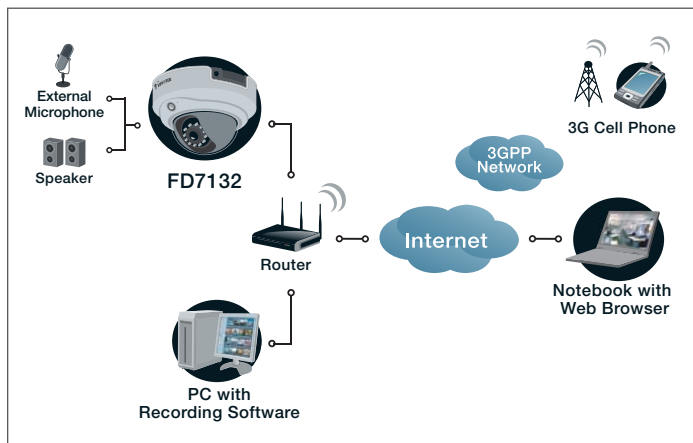 External
Microphone
Speaker
FD7132
3G Cell Phone
3GPP
Network
Internet
Router
Notebook with
Web Browser
PC with
Recording Software